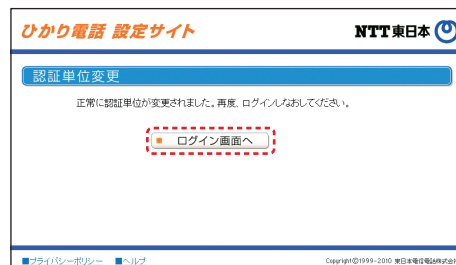 ひかり電話 設定サイト
NTT東日本
認証単位変更
正常に認証単位が変更されました。再度、ログインしなおしてください。
ログイン画面へ
■プライバシーポリシー ■ヘルプ
Copyright©1999-2010 東日本電信電話株式会社